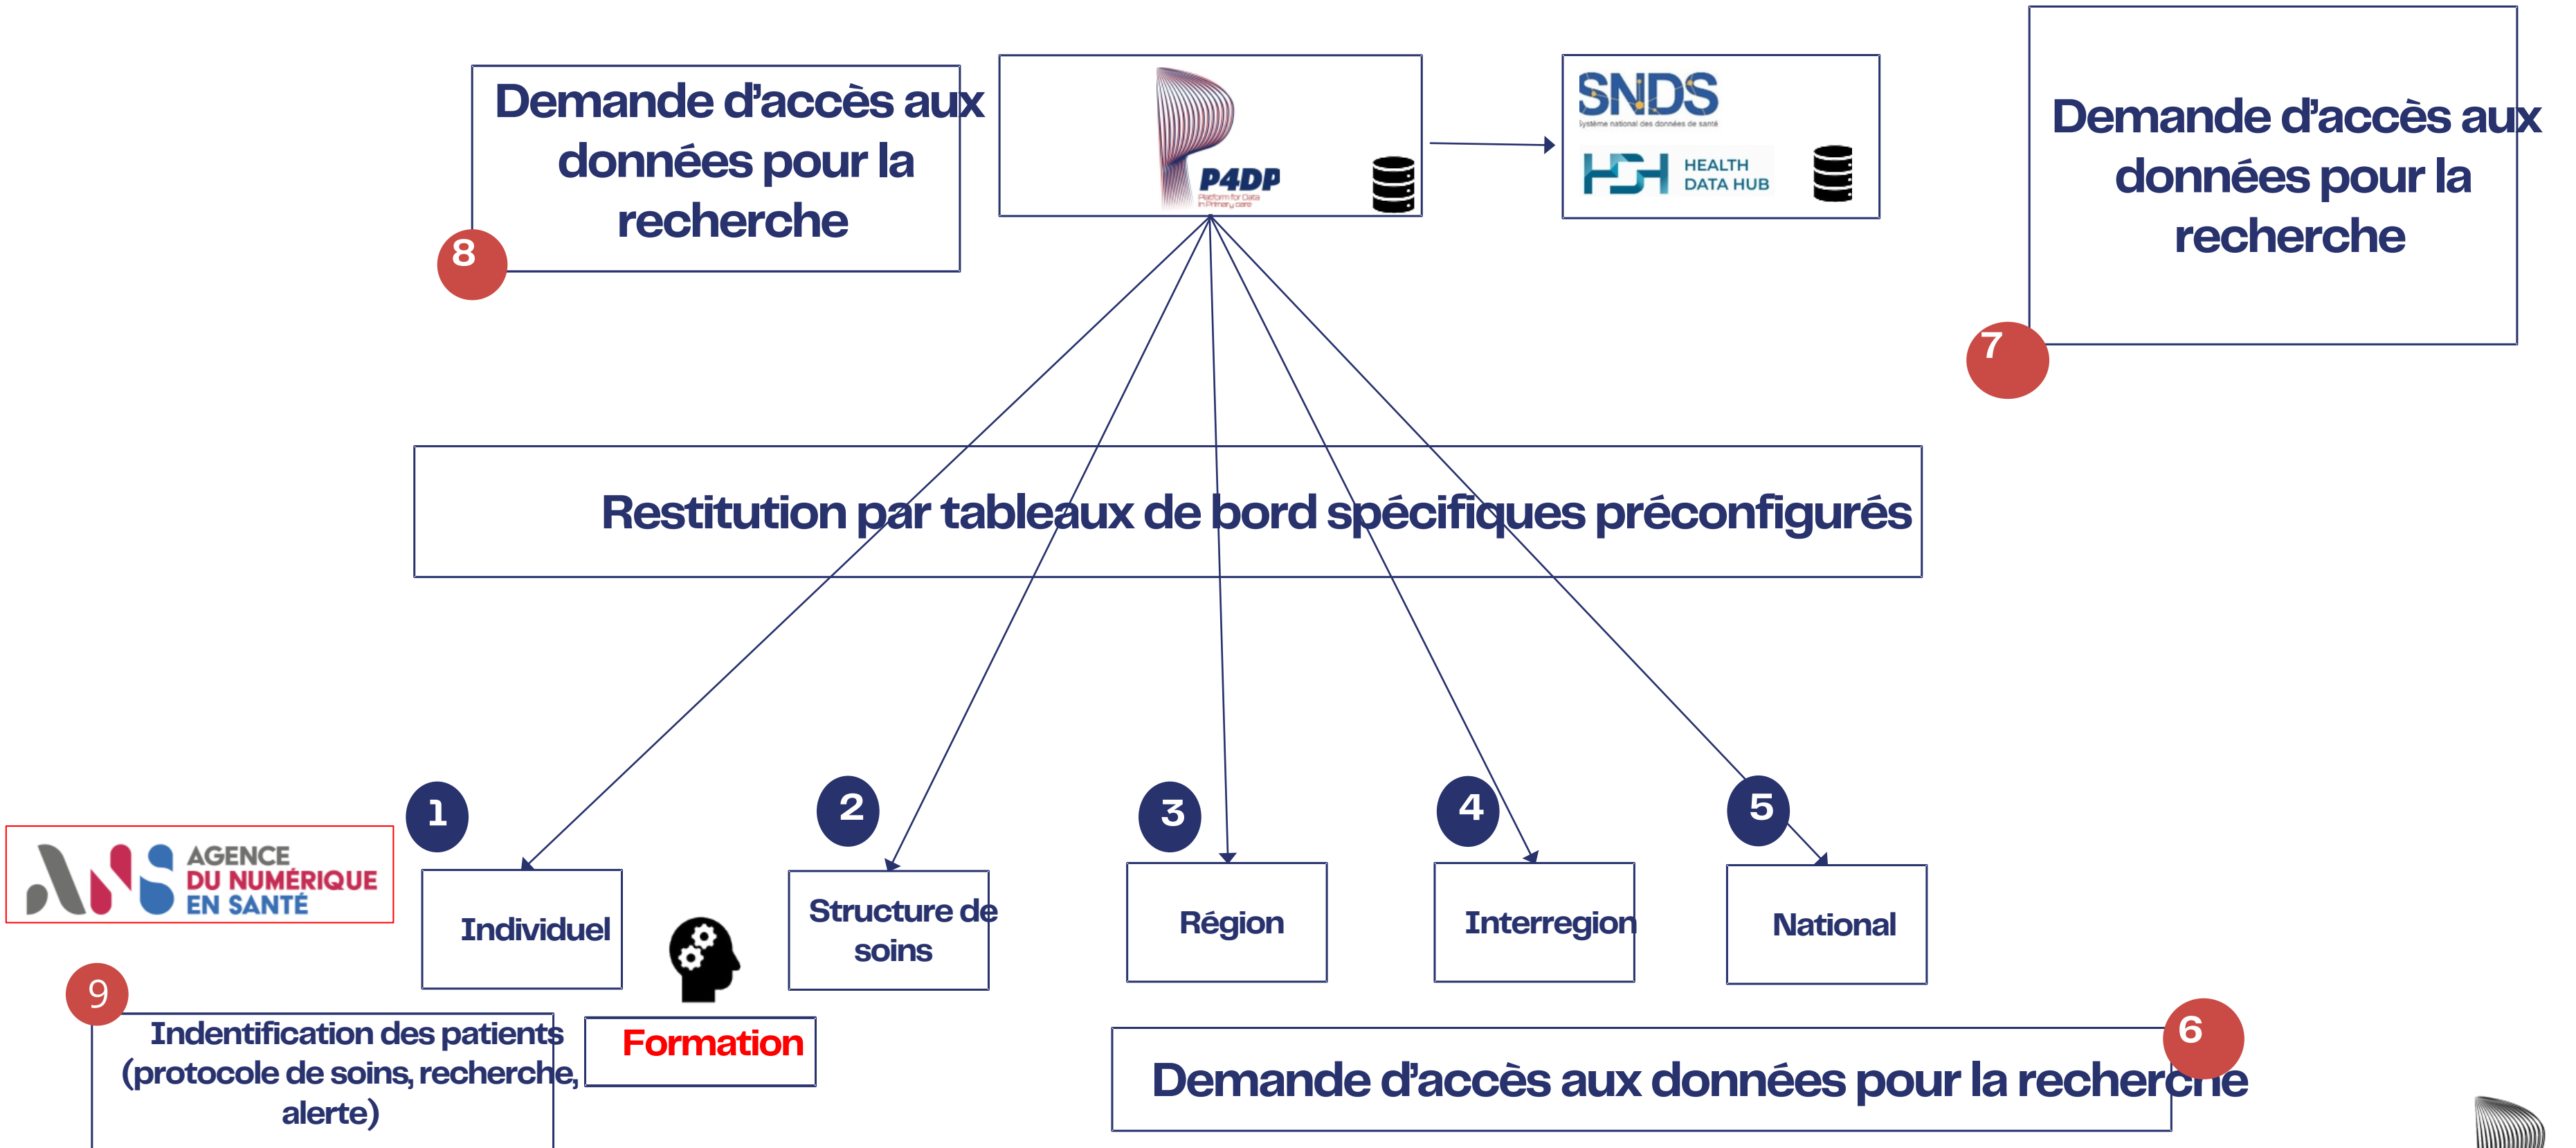 Demande d'accès aux
données pour la
recherche
8
P4DP
Platform for Data
in Primary care
SNDS
Système national des données de santé
HDH
HEALTH
DATA HUB
Demande d'accès aux
données pour la
recherche
7
Restitution par tableaux de bord spécifiques préconfigurés
1
2
3
4
5
ANS
AGENCE
DU NUMÉRIQUE
EN SANTÉ
Individuel
Structure de
soins
Région
Interregion
National
9
Indentification des patients
(protocole de soins, recherche,
alerte)
Formation
6
Demande d'accès aux données pour la recherche